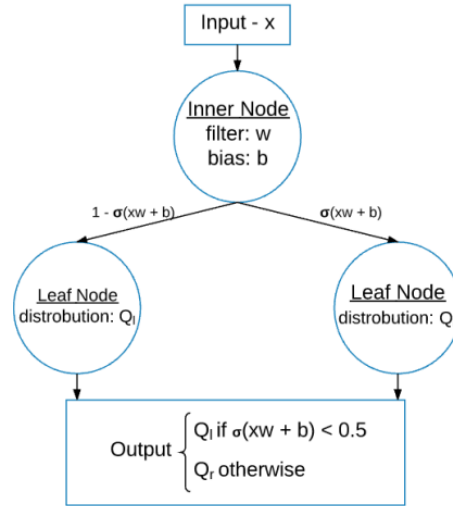 Input - x
Inner Node
filter: w
bias: b
1 - σ(xw + b)
σ(xw + b)
Leaf Node
distrobution: Qₗ
Leaf Node
distribution: Q
Output
Qₗ if σ(xw + b) < 0.5
Qᵣ otherwise